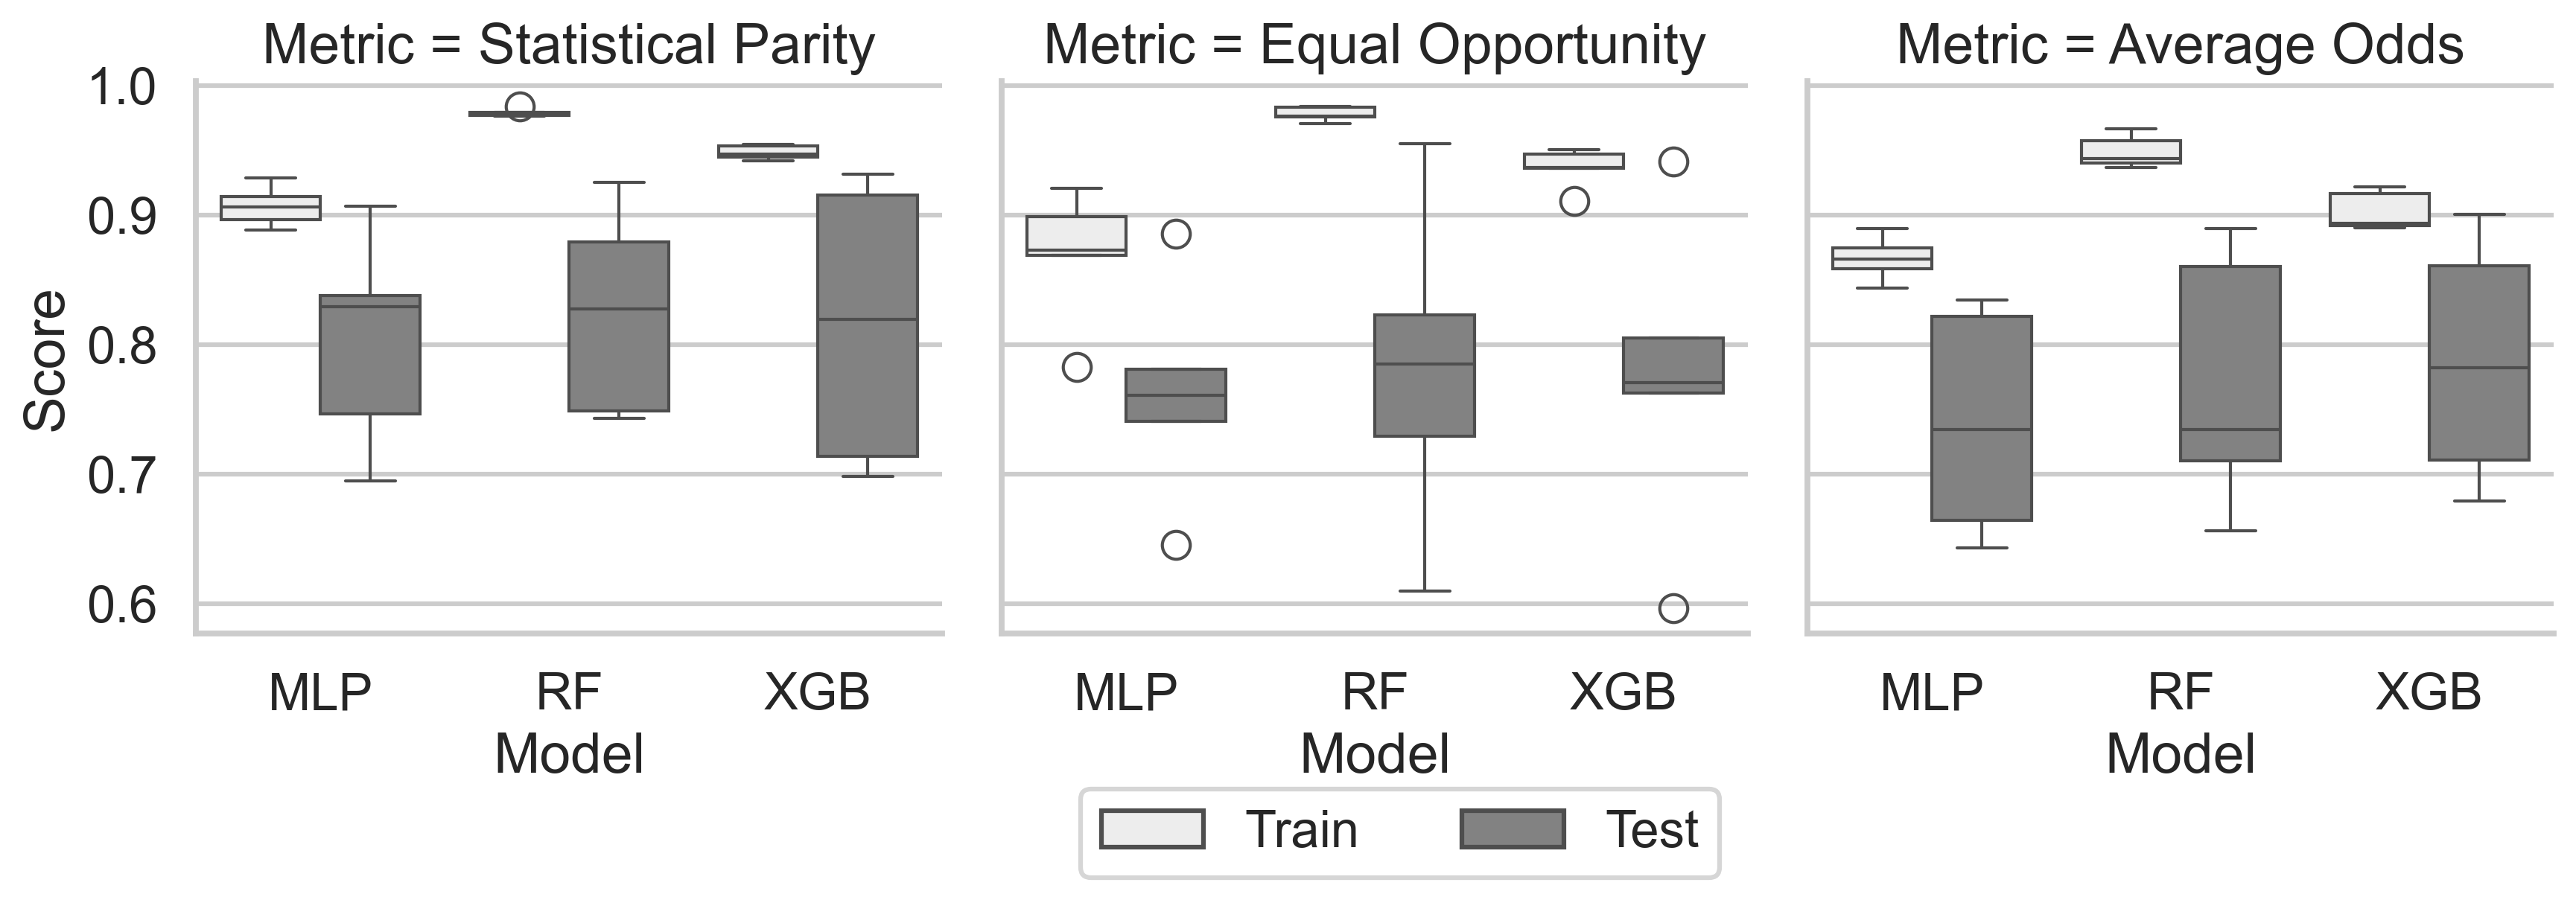 Metric = Statistical Parity
Metric = Equal Opportunity
Metric = Average Odds
Score
1.0
0.9
0.8
0.7
0.6
MLP RF XGB
MLP RF XGB
MLP RF XGB
Model
Model
Model
Train Test